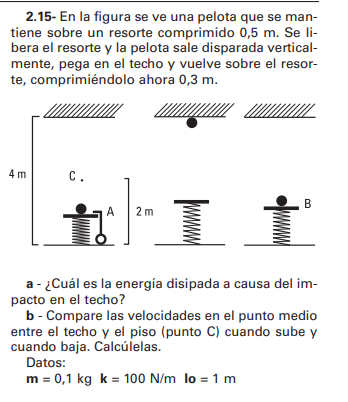 2.15- En la figura se ve una pelota que se man-
tiene sobre un resorte comprimido 0,5 m. Se li-
bera el resorte y la pelota sale disparada vertical-
mente, pega en el techo y vuelve sobre el resor-
te, comprimiéndolo ahora 0,3 m.
4 m
C .
A
2 m
B
a - ¿Cuál es la energía disipada a causa del im-
pacto en el techo?
b - Compare las velocidades en el punto medio
entre el techo y el piso (punto C) cuando sube y
cuando baja. Calcúlelas.
Datos:
m = 0,1 kg k = 100 N/m lo = 1 m